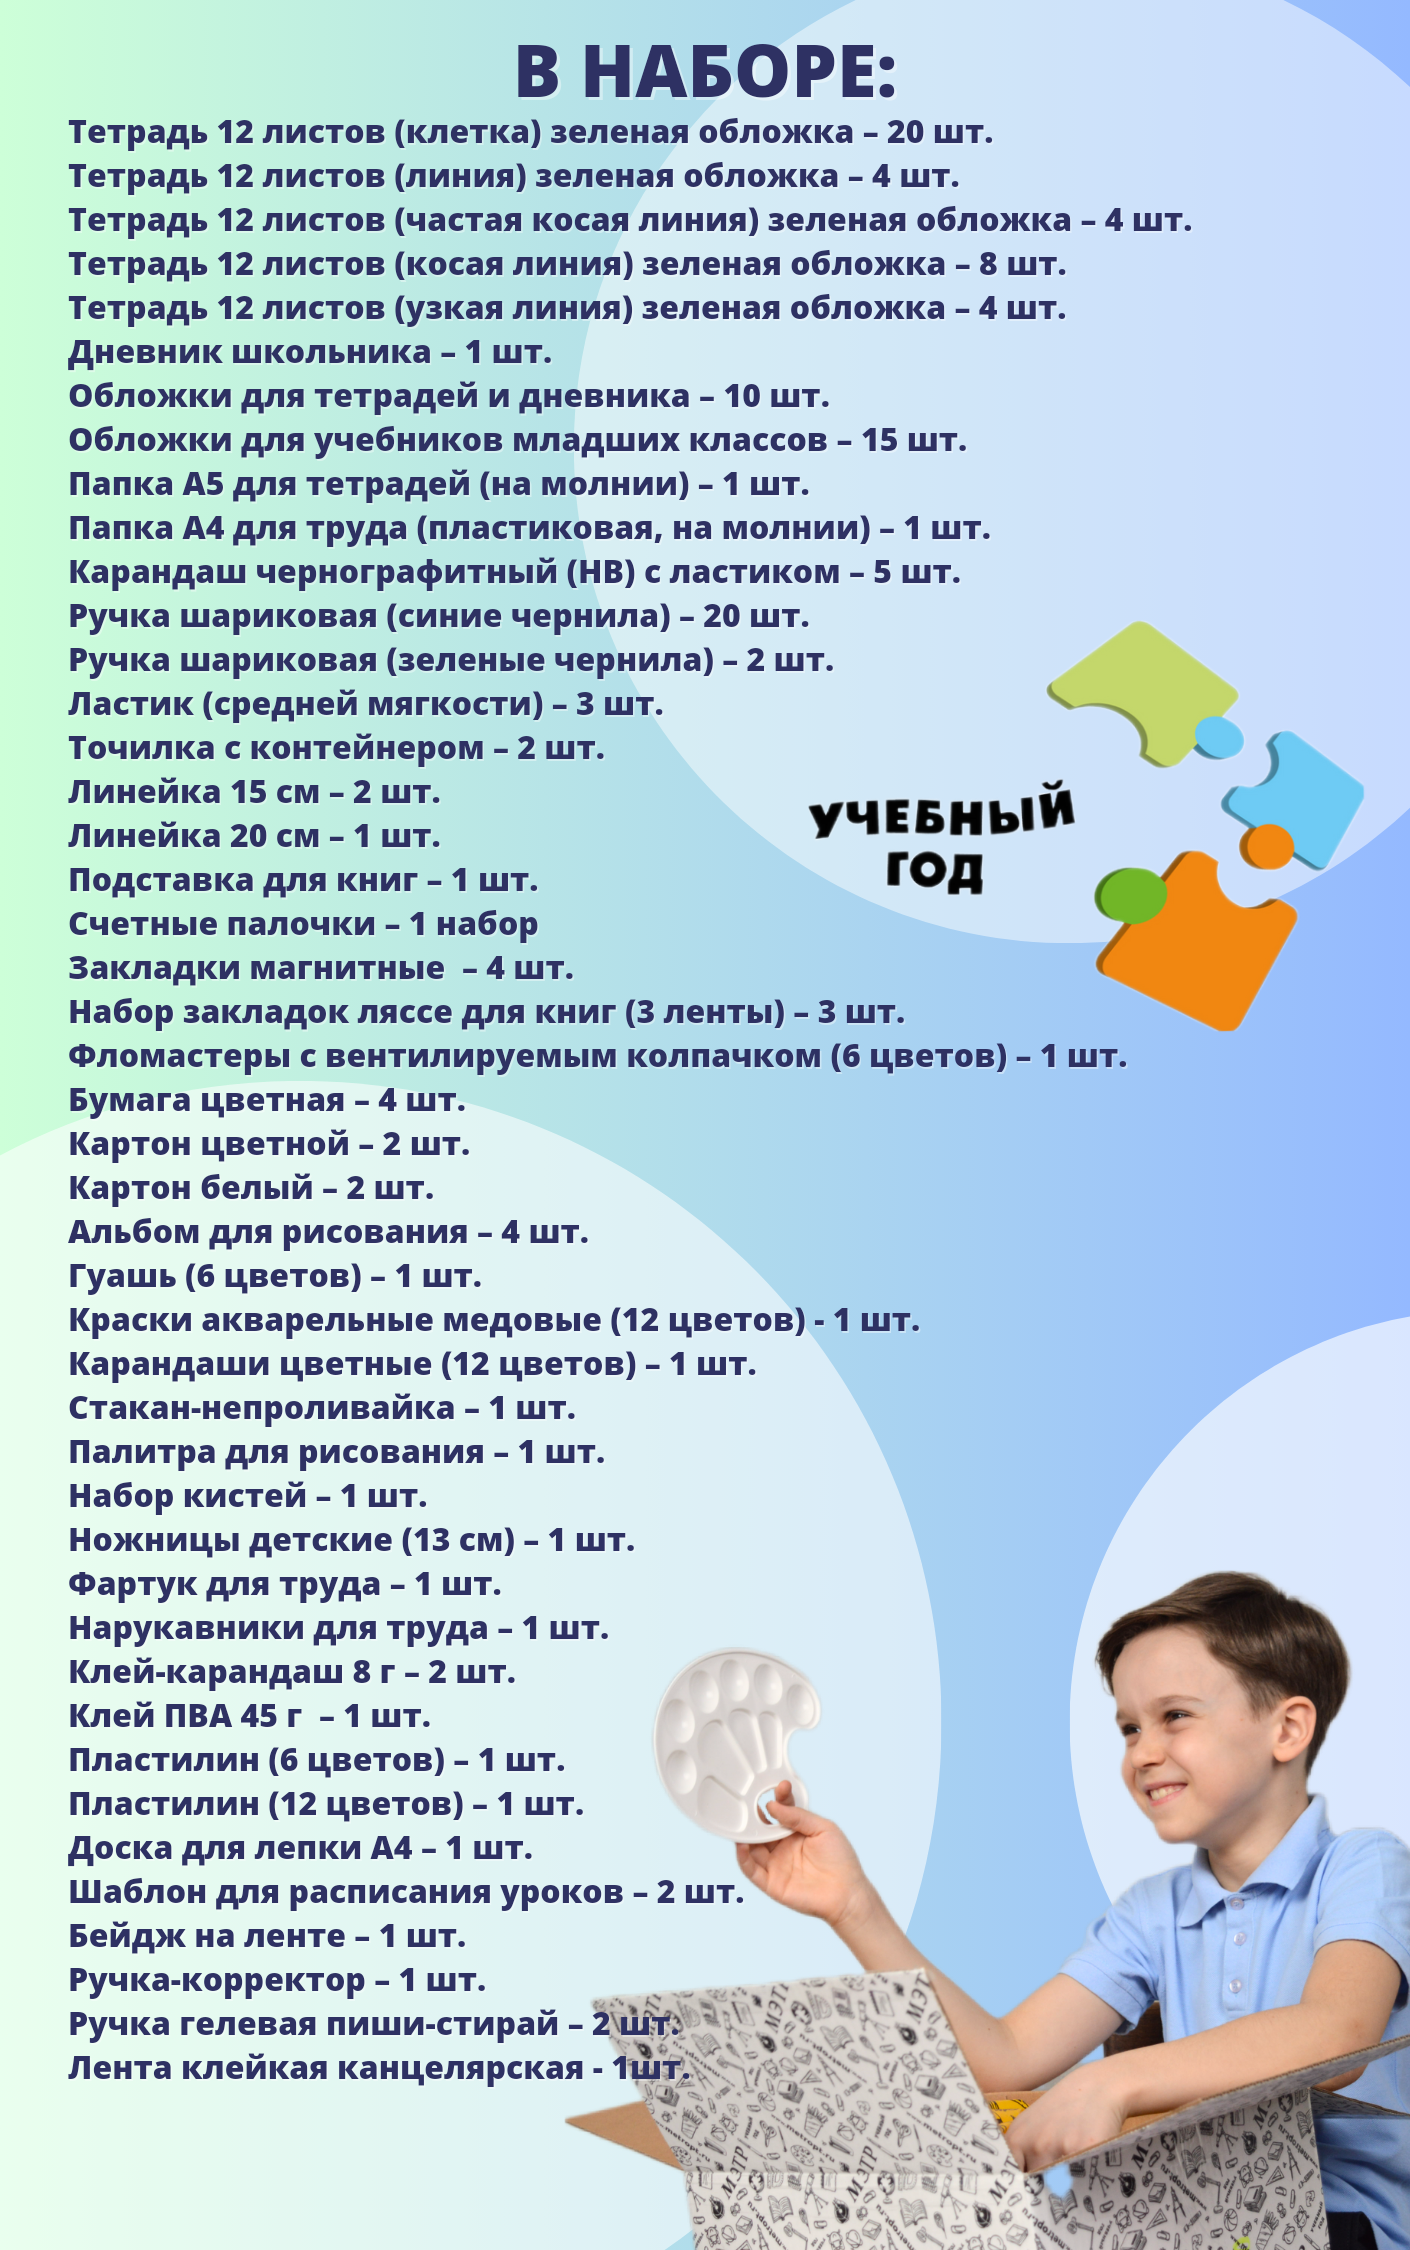 В НАБОРЕ:
Тетрадь 12 листов (клетка) зеленая обложка – 20 шт.
Тетрадь 12 листов (линия) зеленая обложка – 4 шт.
Тетрадь 12 листов (частая косая линия) зеленая обложка – 4 шт.
Тетрадь 12 листов (косая линия) зеленая обложка – 8 шт.
Тетрадь 12 листов (узкая линия) зеленая обложка – 4 шт.
Дневник школьника – 1 шт.
Обложки для тетрадей и дневника – 10 шт.
Обложки для учебников младших классов – 15 шт.
Папка А5 для тетрадей (на молнии) – 1 шт.
Папка А4 для труда (пластиковая, на молнии) – 1 шт.
Карандаш чернографитный (НВ) с ластиком – 5 шт.
Ручка шариковая (синие чернила) – 20 шт.
Ручка шариковая (зеленые чернила) – 2 шт.
Ластик (средней мягкости) – 3 шт.
Точилка с контейнером – 2 шт.
Линейка 15 см – 2 шт.
Линейка 20 см – 1 шт.
Подставка для книг – 1 шт.
Счетные палочки – 1 набор
Закладки магнитные  – 4 шт.
Набор закладок ляссе для книг (3 ленты) – 3 шт.
Фломастеры с вентилируемым колпачком (6 цветов) – 1 шт.
Бумага цветная – 4 шт.
Картон цветной – 2 шт.
Картон белый – 2 шт.
Альбом для рисования – 4 шт.
Гуашь (6 цветов) – 1 шт.
Краски акварельные медовые (12 цветов) - 1 шт.
Карандаши цветные (12 цветов) – 1 шт.
Стакан-непроливайка – 1 шт.
Палитра для рисования – 1 шт.
Набор кистей – 1 шт.
Ножницы детские (13 см) – 1 шт.
Фартук для труда – 1 шт.
Нарукавники для труда – 1 шт.
Клей-карандаш 8 г – 2 шт.
Клей ПВА 45 г  – 1 шт.
Пластилин (6 цветов) – 1 шт.
Пластилин (12 цветов) – 1 шт.
Доска для лепки А4 – 1 шт.
Шаблон для расписания уроков – 2 шт.
Бейдж на ленте – 1 шт.
Ручка-корректор – 1 шт.
Ручка гелевая пиши-стирай – 2 шт.
Лента клейкая канцелярская - 1шт.
УЧЕБНЫЙ
ГОД
МЭТР
МЭТР
www.metropt.ru
МЭТР
МЭТР